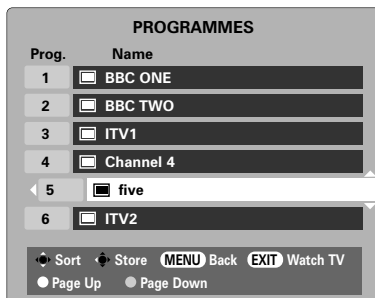 PROGRAMMES
Prog. Name
1 BBC ONE
2 BBC TWO
3 ITV1
4 Channel 4
5 five
6 ITV2
Sort Store MENU Back EXIT Watch TV
Page Up Page Down